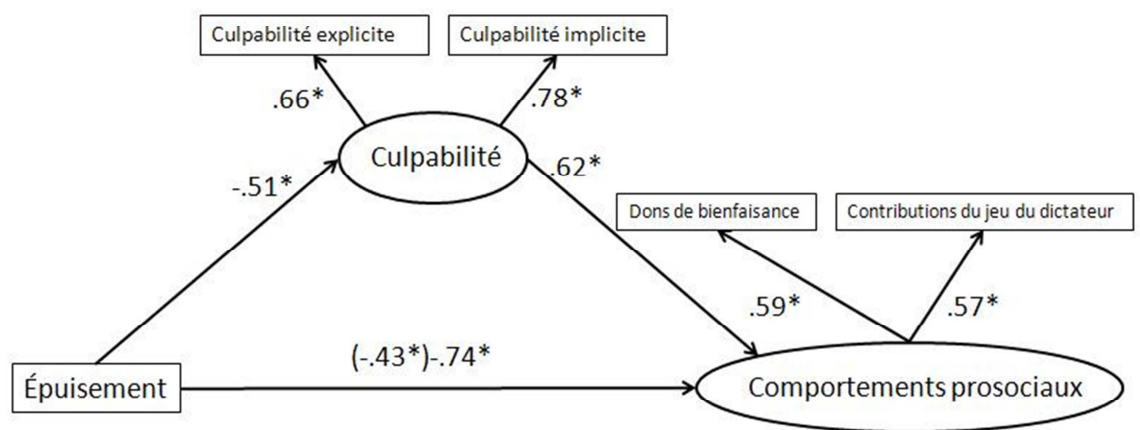 Culpabilité explicite
Culpabilité implicite
.66*
.78*
Culpabilité
-.51*
.62*
Dons de bienfaisance
Contributions du jeu du dictateur
.59*
.57*
(-.43*)-.74*
Épuisement
Comportements prosociaux